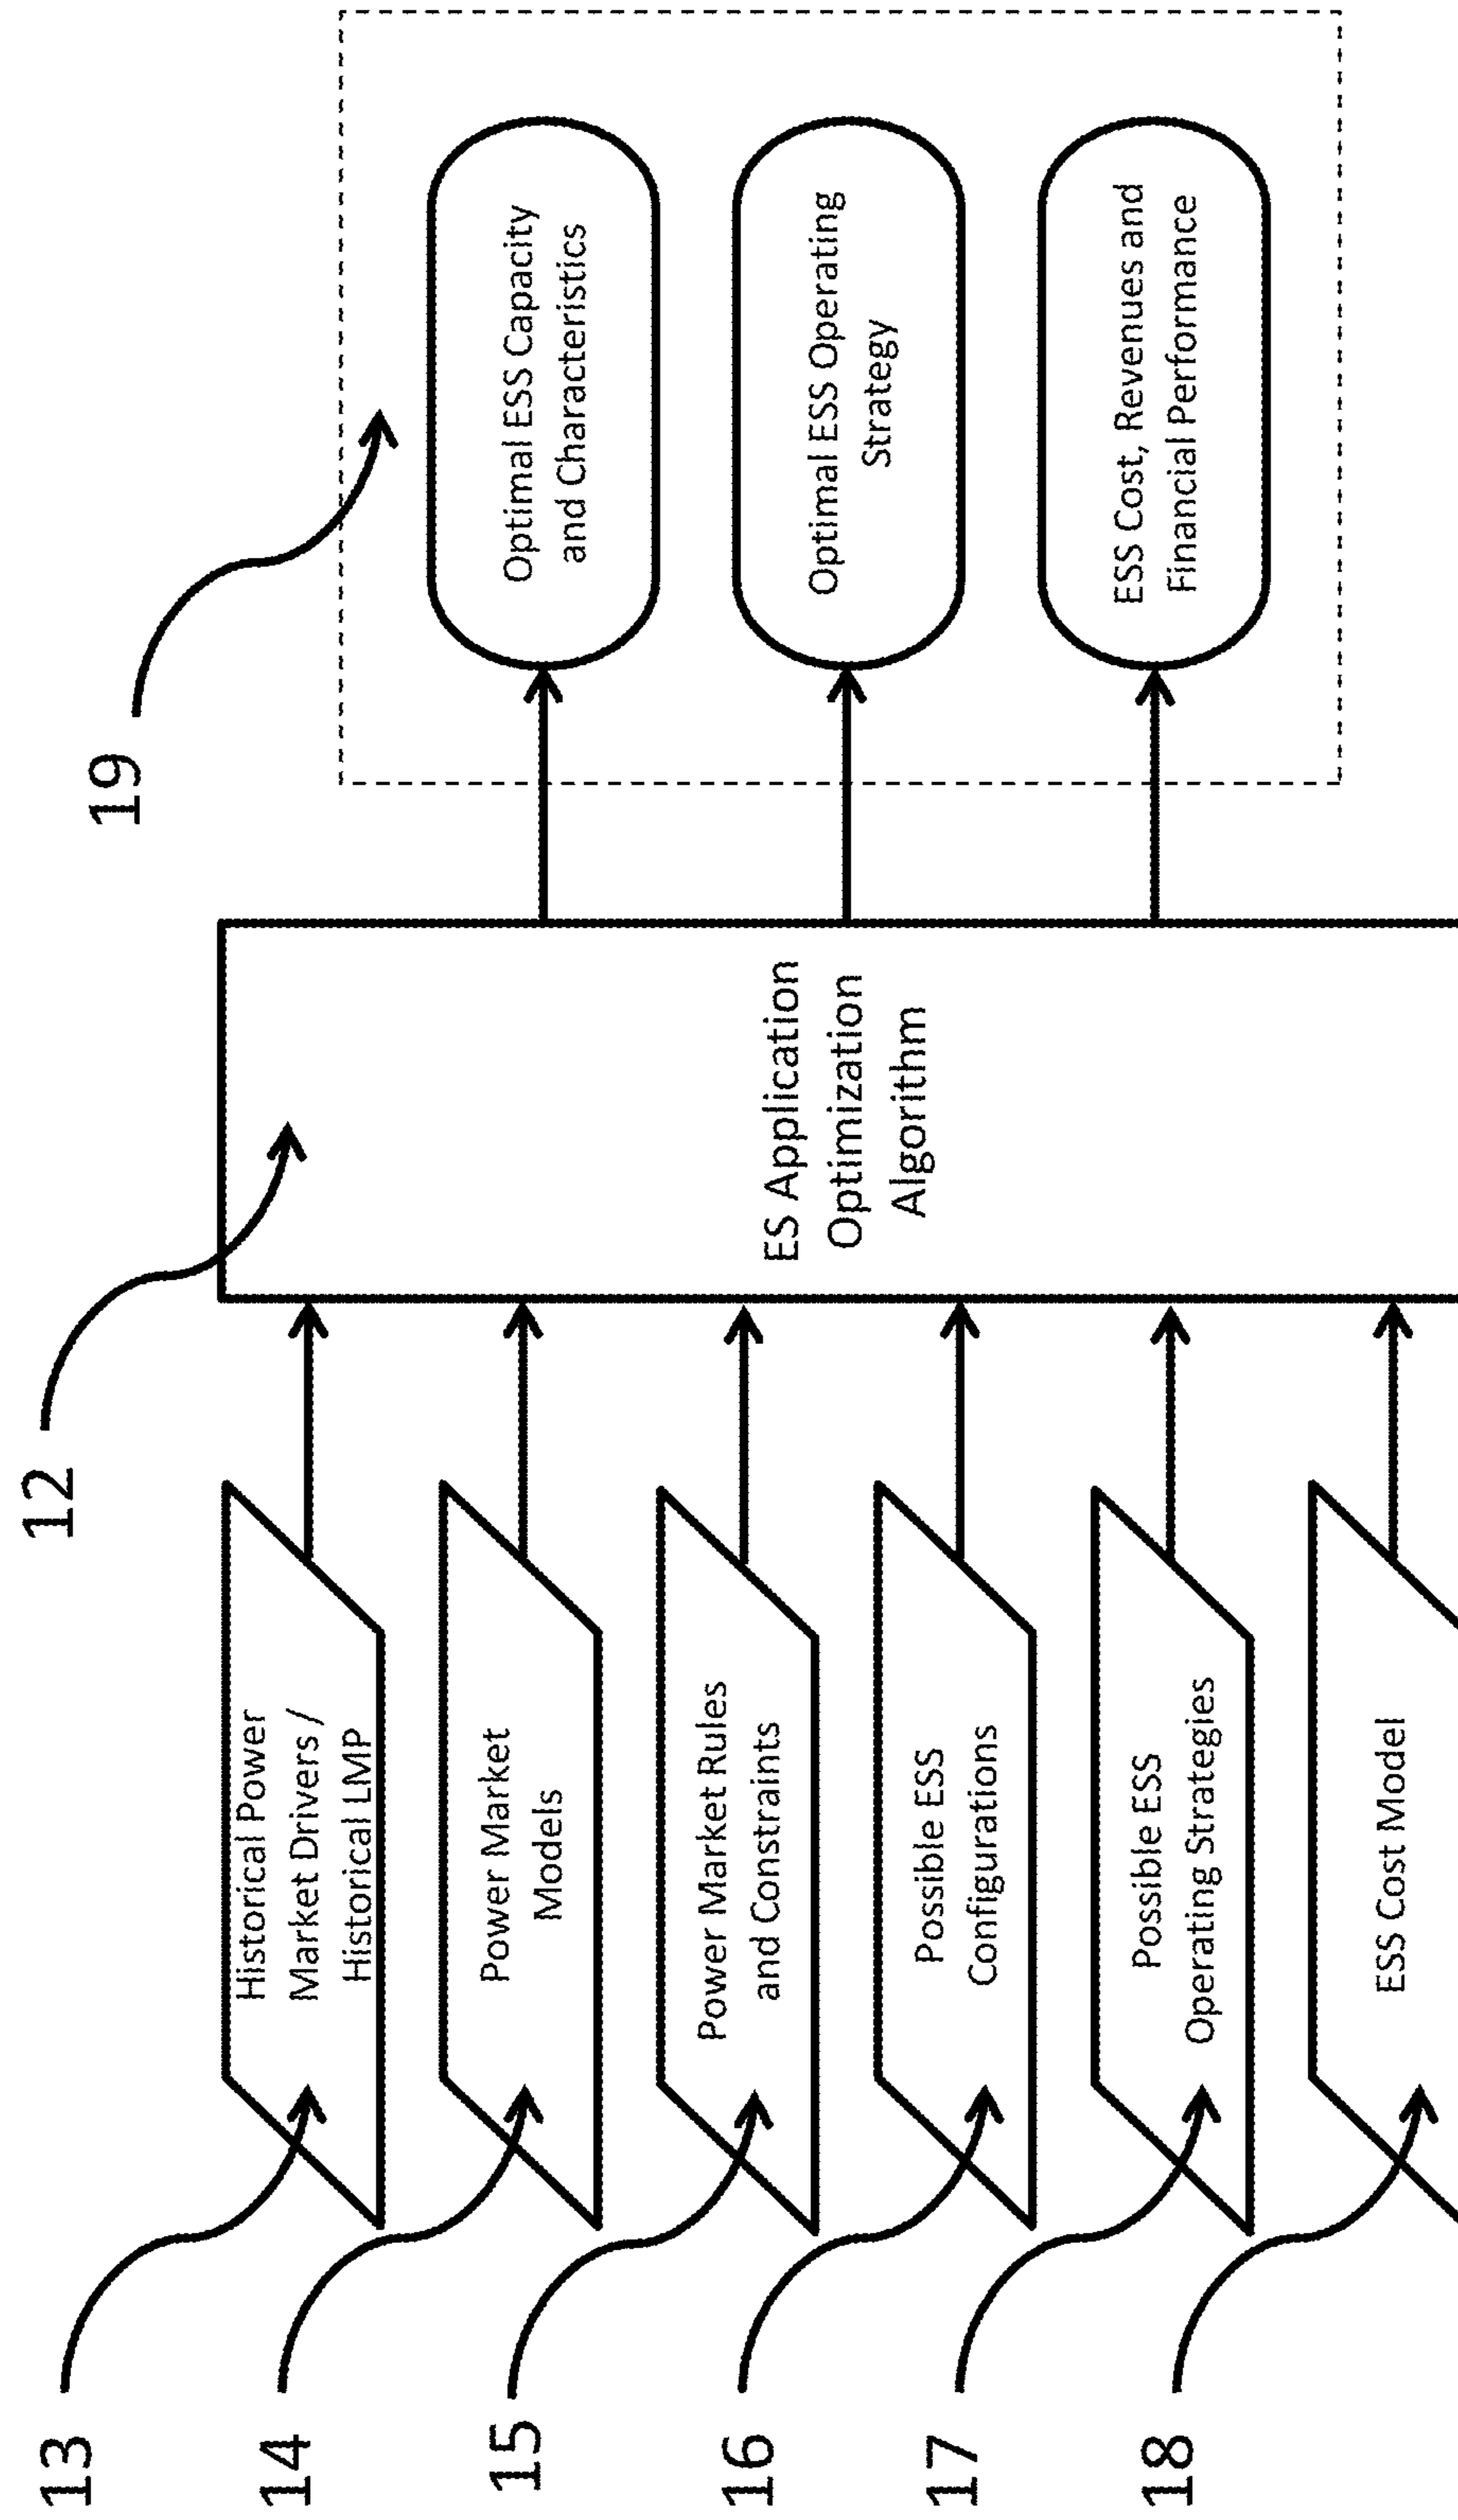 13
Historical Power
Market Drivers /
Historical LMP
14
Power Market
Models
15
Power Market Rules
and Constraints
16
Possible ESS
Configurations
17
Possible ESS
Operating Strategies
18
ESS Cost Model
12
ES Application
Optimization
Algorithm
19
Optimal ESS Capacity
and Characteristics
Optimal ESS Operating
Strategy
ESS Cost, Revenues and
Financial Performance